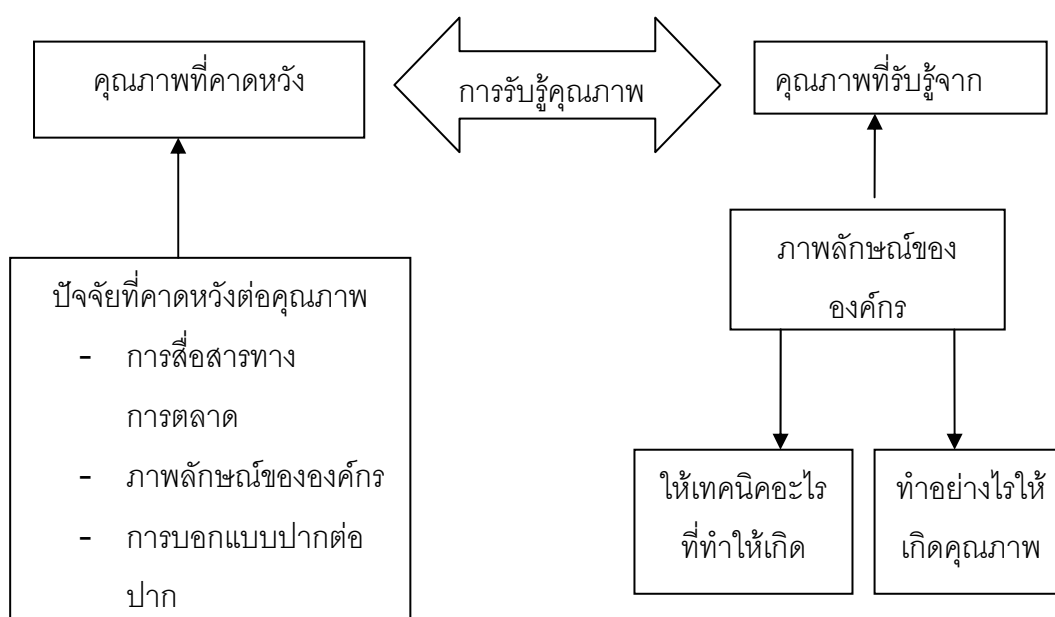 คุณภาพที่คาดหวัง
การรับรู้คุณภาพ
คุณภาพที่รับรู้จาก
ภาพลักษณ์ของ
องค์กร
ปัจจัยที่คาดหวังต่อคุณภาพ
- การสื่อสารทาง
การตลาด
- ภาพลักษณ์ขององค์กร
- การบอกแบบปากต่อ
ปาก
ให้เทคนิคอะไร
ที่ทำให้เกิด
ทำอย่างไรให้
เกิดคุณภาพ